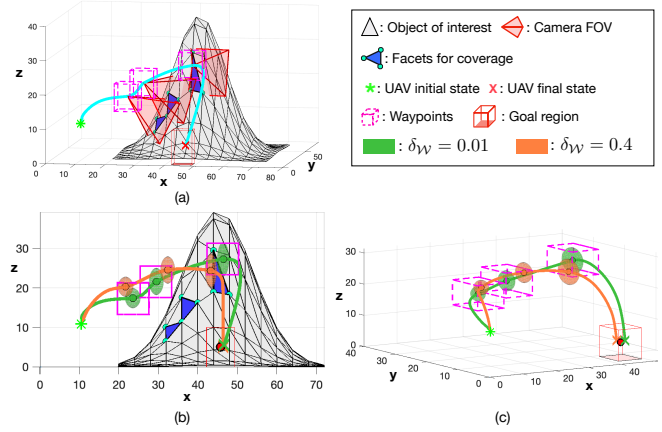 40
30
z
20
10
0
0
10
20
30
40
50
60
70
x
0
50
y
(a)
: Object of interest
: Camera FOV
: Facets for coverage
: UAV initial state
: UAV final state
: Waypoints
: Goal region
: δ_𝒲 = 0.01
: δ_𝒲 = 0.4
z
30
20
10
0
0
10
20
30
40
50
60
70
x
(b)
30
20
z
10
0
40
30
20
10
0
y
0
10
20
30
40
x
(c)